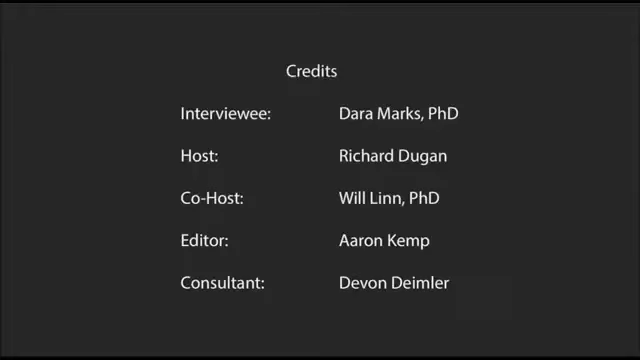 Credits
Interviewee: Dara Marks, PhD
Host: Richard Dugan
Co-Host: Will Linn, PhD
Editor: Aaron Kemp
Consultant: Devon Deimler